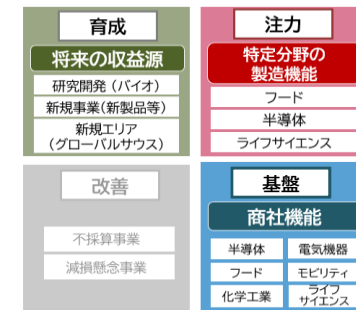 育成
将来の収益源
研究開発（バイオ）
新規事業(新製品等)
新規エリア
（グローバルサウス）
注力
特定分野の
製造機能
フード
半導体
ライフサイエンス
改善
不採算事業
減損懸念事業
基盤
商社機能
半導体
電気機器
フード
モビリティ
化学工業
ライフ
サイエンス